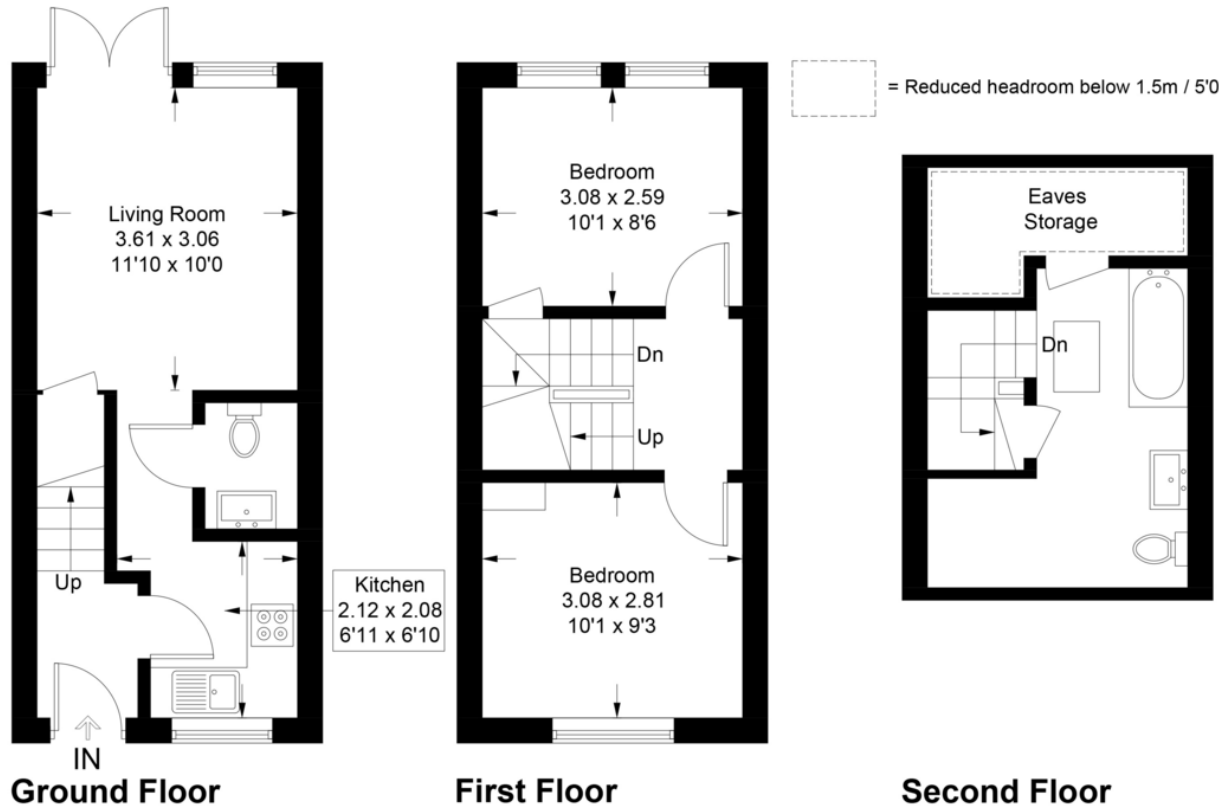 Living Room
3.61 x 3.06
11'10 x 10'0
Up
Kitchen
2.12 x 2.08
6'11 x 6'10
IN
Ground Floor
Bedroom
3.08 x 2.59
10'1 x 8'6
Dn
Up
Bedroom
3.08 x 2.81
10'1 x 9'3
First Floor
= Reduced headroom below 1.5m / 5'0
Eaves
Storage
Dn
Second Floor